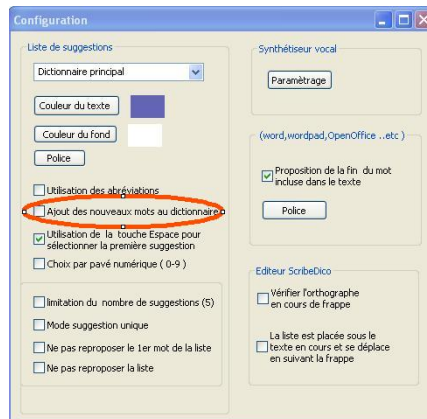 Configuration
Liste de suggestions
Dictionnaire principal
Couleur du texte
Couleur du fond
Police
Utilisation des abréviations
Ajout des nouveaux mots au dictionnaire
Utilisation de la touche Espace pour
sélectionner la première suggestion
Choix par pavé numérique ( 0-9 )
limitation du nombre de suggestions (5)
Mode suggestion unique
Ne pas reproposer le 1er mot de la liste
Ne pas reproposer la liste
Synthétiseur vocal
Paramètrage
(word,wordpad,OpenOffice ..etc )
Proposition de la fin du mot
incluse dans le texte
Police
Editeur ScribeDico
Vérifier l'orthographe
en cours de frappe
La liste est placée sous le
texte en cours et se déplace
en suivant la frappe